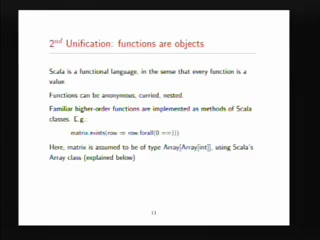 2nd Unification: functions are objects
Scala is a functional language, in the sense that every function is a
value.
Functions can be anonymous, curried, nested.
Familiar higher-order functions are implemented as methods of Scala
classes. E.g.:
matrix.exists(row ⇒ row.forall(0 ==)))
Here, matrix is assumed to be of type Array[Array[int]], using Scala's
Array class (explained below)
11